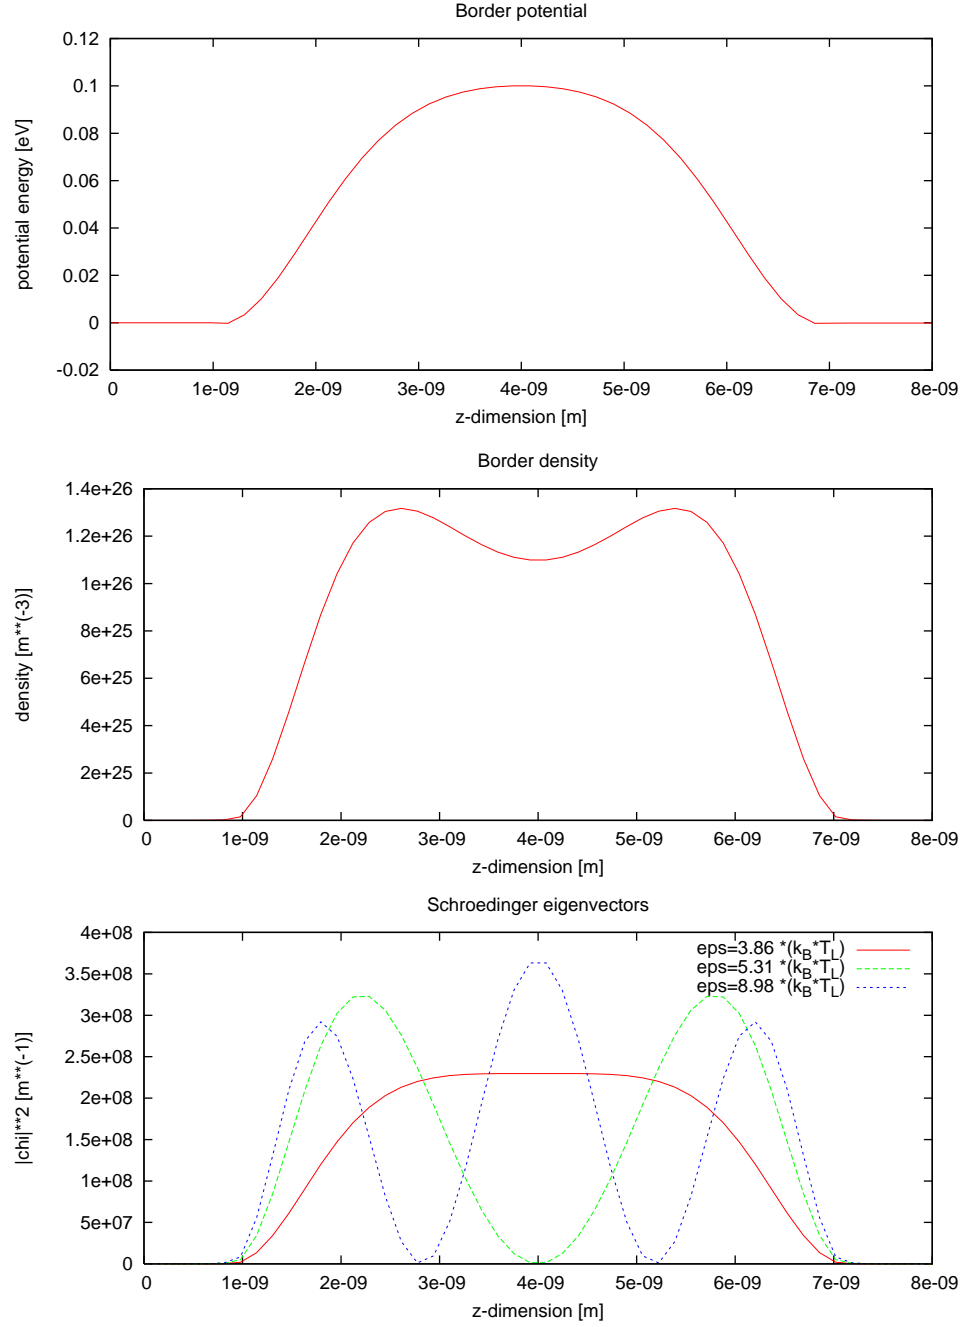 Border potential
0.12
0.1
0.08
0.06
0.04
0.02
0
-0.02
potential energy [eV]
0 1e-09 2e-09 3e-09 4e-09 5e-09 6e-09 7e-09 8e-09
z-dimension [m]
Border density
1.4e+26
1.2e+26
1e+26
8e+25
6e+25
4e+25
2e+25
0
density [m**(-3)]
0 1e-09 2e-09 3e-09 4e-09 5e-09 6e-09 7e-09 8e-09
z-dimension [m]
Schroedinger eigenvectors
4e+08
3.5e+08
3e+08
2.5e+08
2e+08
1.5e+08
1e+08
5e+07
0
|chi|**2 [m**(-1)]
eps=3.86 *(k_B*T_L)
eps=5.31 *(k_B*T_L)
eps=8.98 *(k_B*T_L)
0 1e-09 2e-09 3e-09 4e-09 5e-09 6e-09 7e-09 8e-09
z-dimension [m]